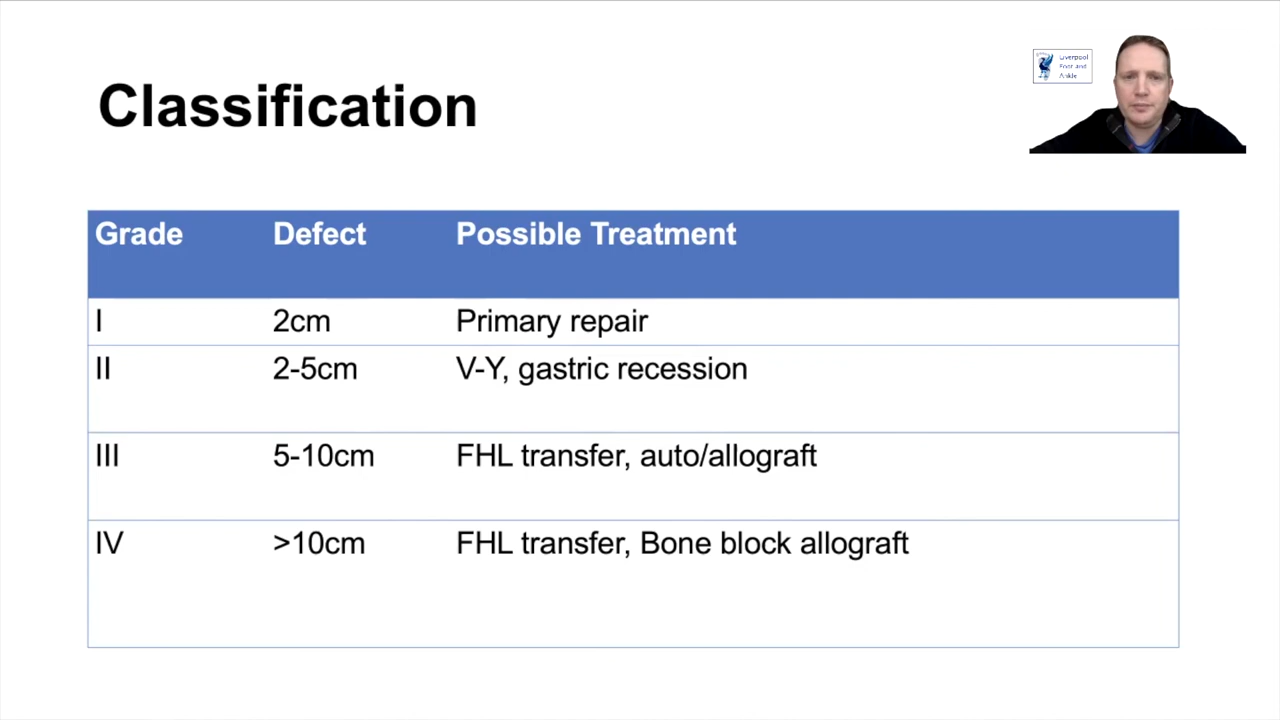 Liverpool
Foot and
Ankle
Classification
Grade Defect Possible Treatment
I 2cm Primary repair
II 2-5cm V-Y, gastric recession
III 5-10cm FHL transfer, auto/allograft
IV >10cm FHL transfer, Bone block allograft